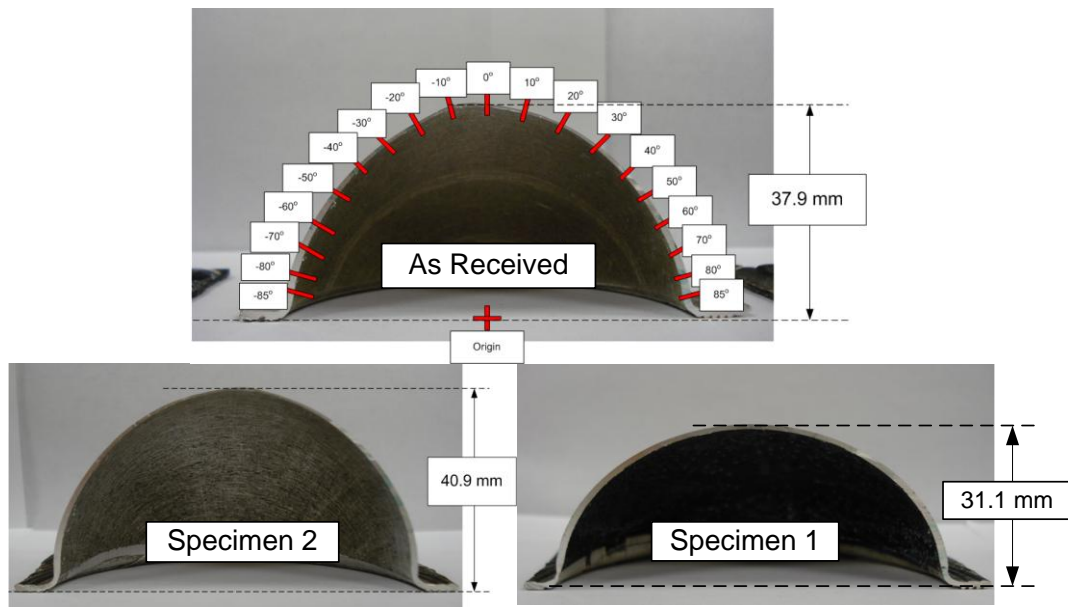 0°
-10°
10°
-20°
20°
-30°
30°
-40°
40°
-50°
50°
-60°
60°
-70°
70°
-80°
80°
-85°
85°
37.9 mm
As Received
Origin
40.9 mm
Specimen 2
31.1 mm
Specimen 1